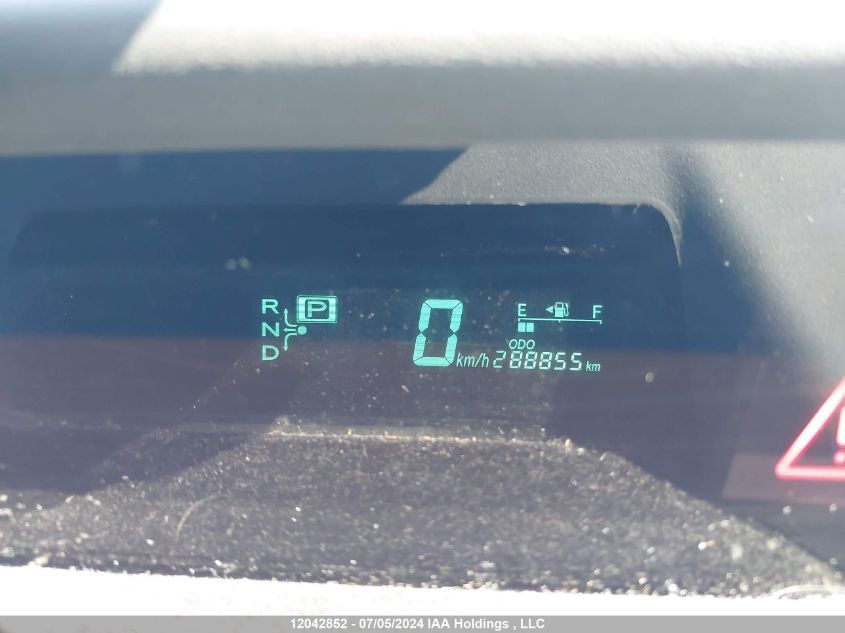 R P
N
D
0 km/h
E F
ODO
288855 km
12042852 - 07/05/2024 IAA Holdings , LLC